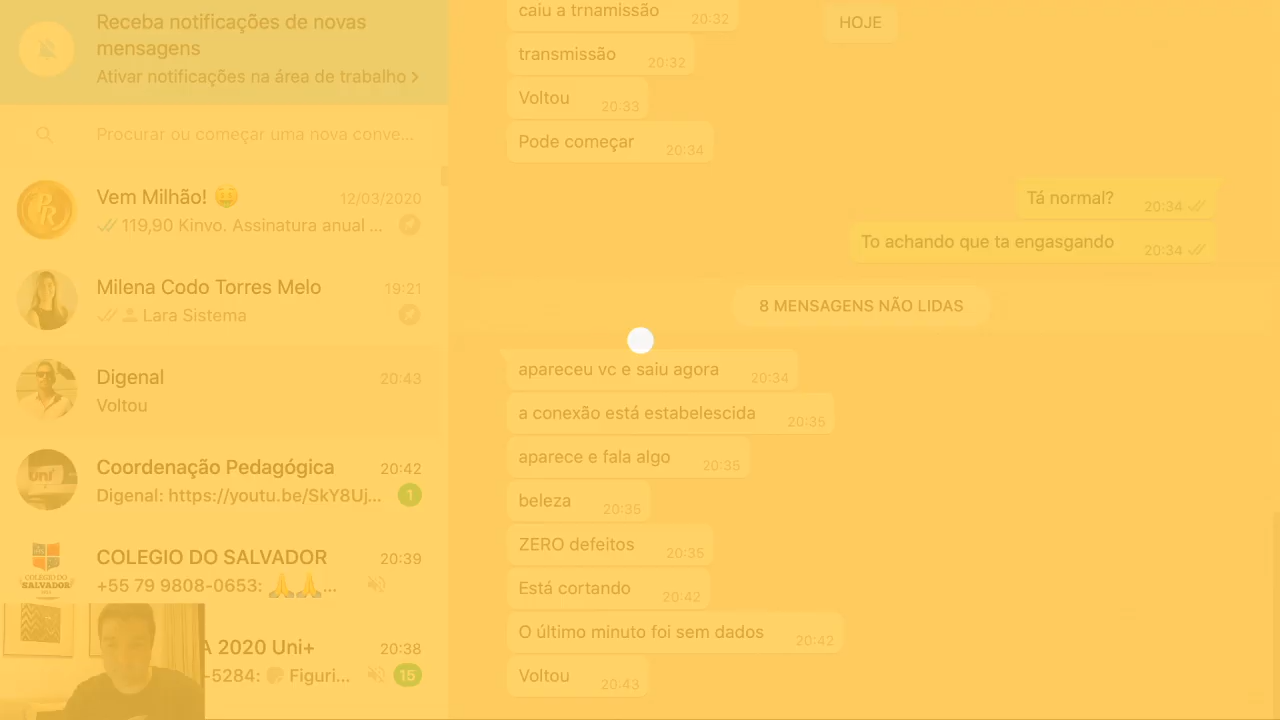 Receba notificações de novas
mensagens
Ativar notificações na área de trabalho >
Procurar ou começar uma nova conve...
Vem Milhão! 🤑
12/03/2020
119,90 Kinvo. Assinatura anual ...
Milena Codo Torres Melo
19:21
Lara Sistema
Digenal
20:43
Voltou
Coordenação Pedagógica
20:42
Digenal: https://youtu.be/SkY8Uj...
1
COLEGIO DO SALVADOR
20:39
+55 79 9808-0653: 🙏🙏...
COLEGIO DO
SALVADOR
A 2020 Uni+
20:38
-5284: Figuri...
15
caiu a trnamissão
20:32
HOJE
transmissão
20:32
Voltou
20:33
Pode começar
20:34
Tá normal?
20:34
To achando que ta engasgando
20:34
8 MENSAGENS NÃO LIDAS
apareceu vc e saiu agora
20:34
a conexão está estabelescida
20:35
aparece e fala algo
20:35
beleza
20:35
ZERO defeitos
20:35
Está cortando
20:42
O último minuto foi sem dados
20:42
Voltou
20:43